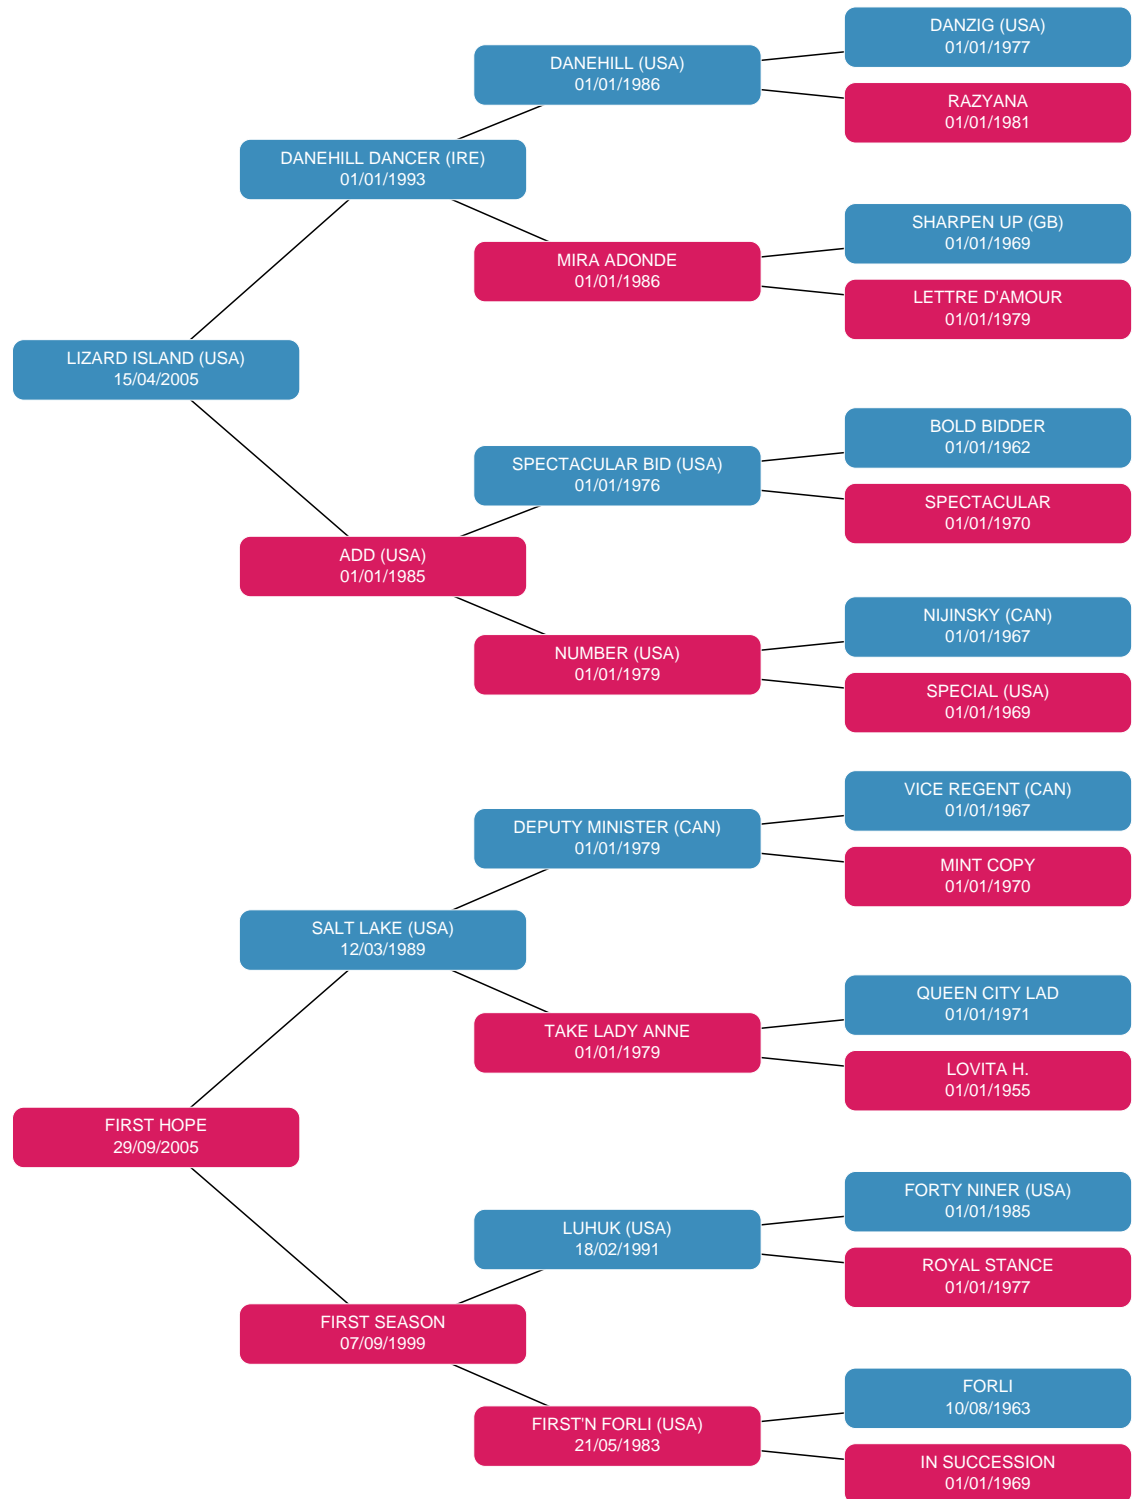 DANZIG (USA)
01/01/1977
DANEHILL (USA)
01/01/1986
RAZYANA
01/01/1981
DANEHILL DANCER (IRE)
01/01/1993
SHARPEN UP (GB)
01/01/1969
MIRA ADONDE
01/01/1986
LETTRE D'AMOUR
01/01/1979
LIZARD ISLAND (USA)
15/04/2005
BOLD BIDDER
01/01/1962
SPECTACULAR BID (USA)
01/01/1976
SPECTACULAR
01/01/1970
ADD (USA)
01/01/1985
NIJINSKY (CAN)
01/01/1967
NUMBER (USA)
01/01/1979
SPECIAL (USA)
01/01/1969
VICE REGENT (CAN)
01/01/1967
DEPUTY MINISTER (CAN)
01/01/1979
MINT COPY
01/01/1970
SALT LAKE (USA)
12/03/1989
QUEEN CITY LAD
01/01/1971
TAKE LADY ANNE
01/01/1979
LOVITA H.
01/01/1955
FIRST HOPE
29/09/2005
FORTY NINER (USA)
01/01/1985
LUHUK (USA)
18/02/1991
ROYAL STANCE
01/01/1977
FIRST SEASON
07/09/1999
FORLI
10/08/1963
FIRST'N FORLI (USA)
21/05/1983
IN SUCCESSION
01/01/1969